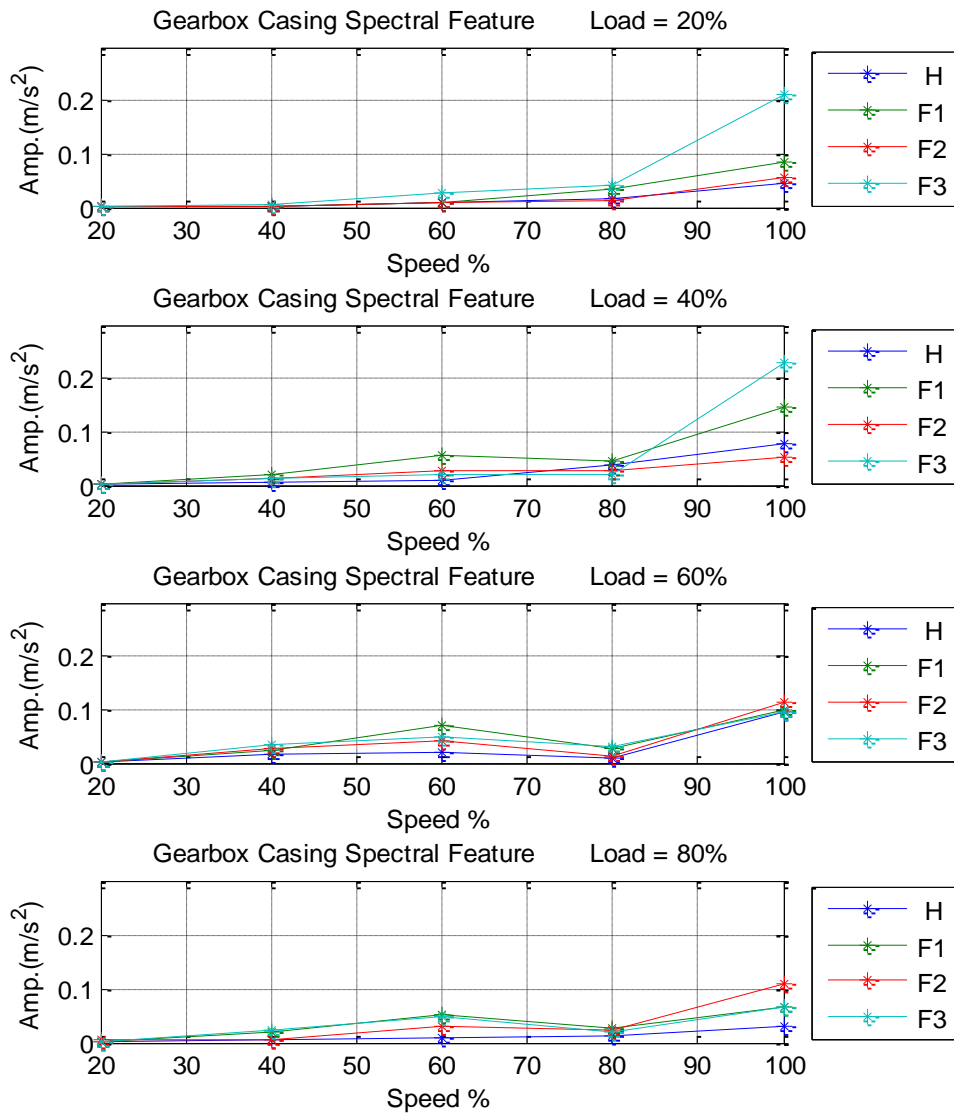 Gearbox Casing Spectral Feature Load = 20%
Amp.(m/s²)
0.2
0.1
0
20 30 40 50 60 70 80 90 100
Speed %
H
F1
F2
F3
Gearbox Casing Spectral Feature Load = 40%
Amp.(m/s²)
0.2
0.1
0
20 30 40 50 60 70 80 90 100
Speed %
H
F1
F2
F3
Gearbox Casing Spectral Feature Load = 60%
Amp.(m/s²)
0.2
0.1
0
20 30 40 50 60 70 80 90 100
Speed %
H
F1
F2
F3
Gearbox Casing Spectral Feature Load = 80%
Amp.(m/s²)
0.2
0.1
0
20 30 40 50 60 70 80 90 100
Speed %
H
F1
F2
F3